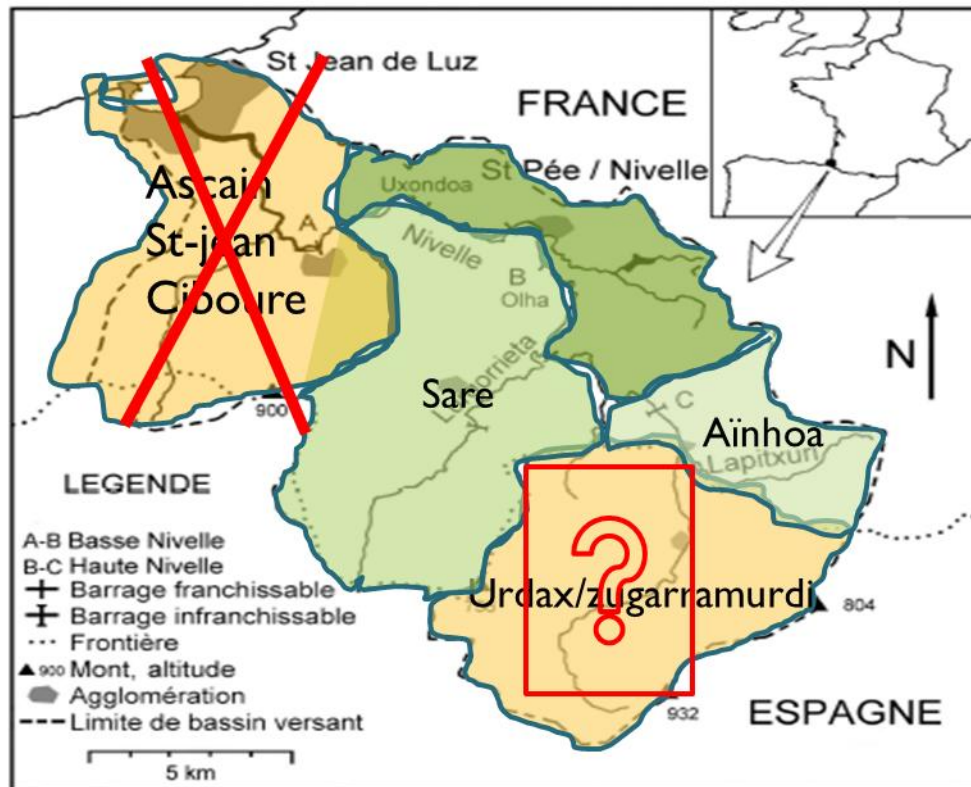 St Jean de Luz
FRANCE
St Pée / Nivelle
Uxondoa
Ascain
St-jean
Ciboure
A
Nivelle
B
Olha
N
Sare
C
Aïnhoa
Lapitxuri
900
LEGENDE
A-B Basse Nivelle
B-C Haute Nivelle
Barrage franchissable
Barrage infranchissable
Frontière
900 Mont, altitude
Agglomération
Limite de bassin versant
5 km
?
Urdax/zugarramurdi
804
932
ESPAGNE